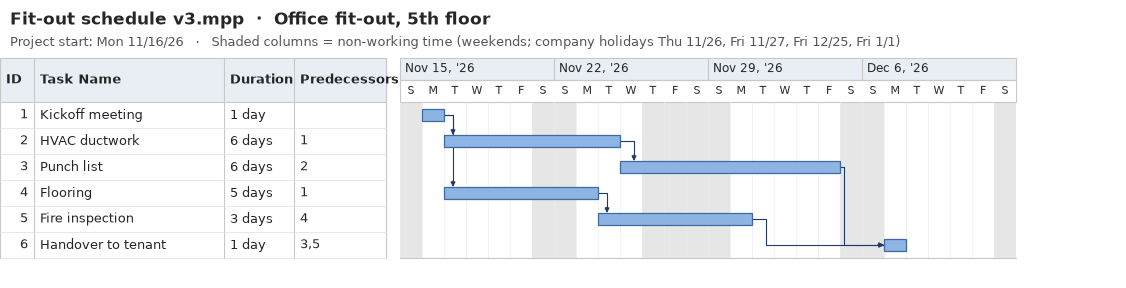 Fit-out schedule v3.mpp · Office fit-out, 5th floor
Project start: Mon 11/16/26 · Shaded columns = non-working time (weekends; company holidays Thu 11/26, Fri 11/27, Fri 12/25, Fri 1/1)
ID Task Name Duration Predecessors Nov 15, '26 Nov 22, '26 Nov 29, '26 Dec 6, '26
S M T W T F S S M T W T F S S M T W T F S S M T W T F S
1 Kickoff meeting 1 day
2 HVAC ductwork 6 days 1
3 Punch list 6 days 2
4 Flooring 5 days 1
5 Fire inspection 3 days 4
6 Handover to tenant 1 day 3,5